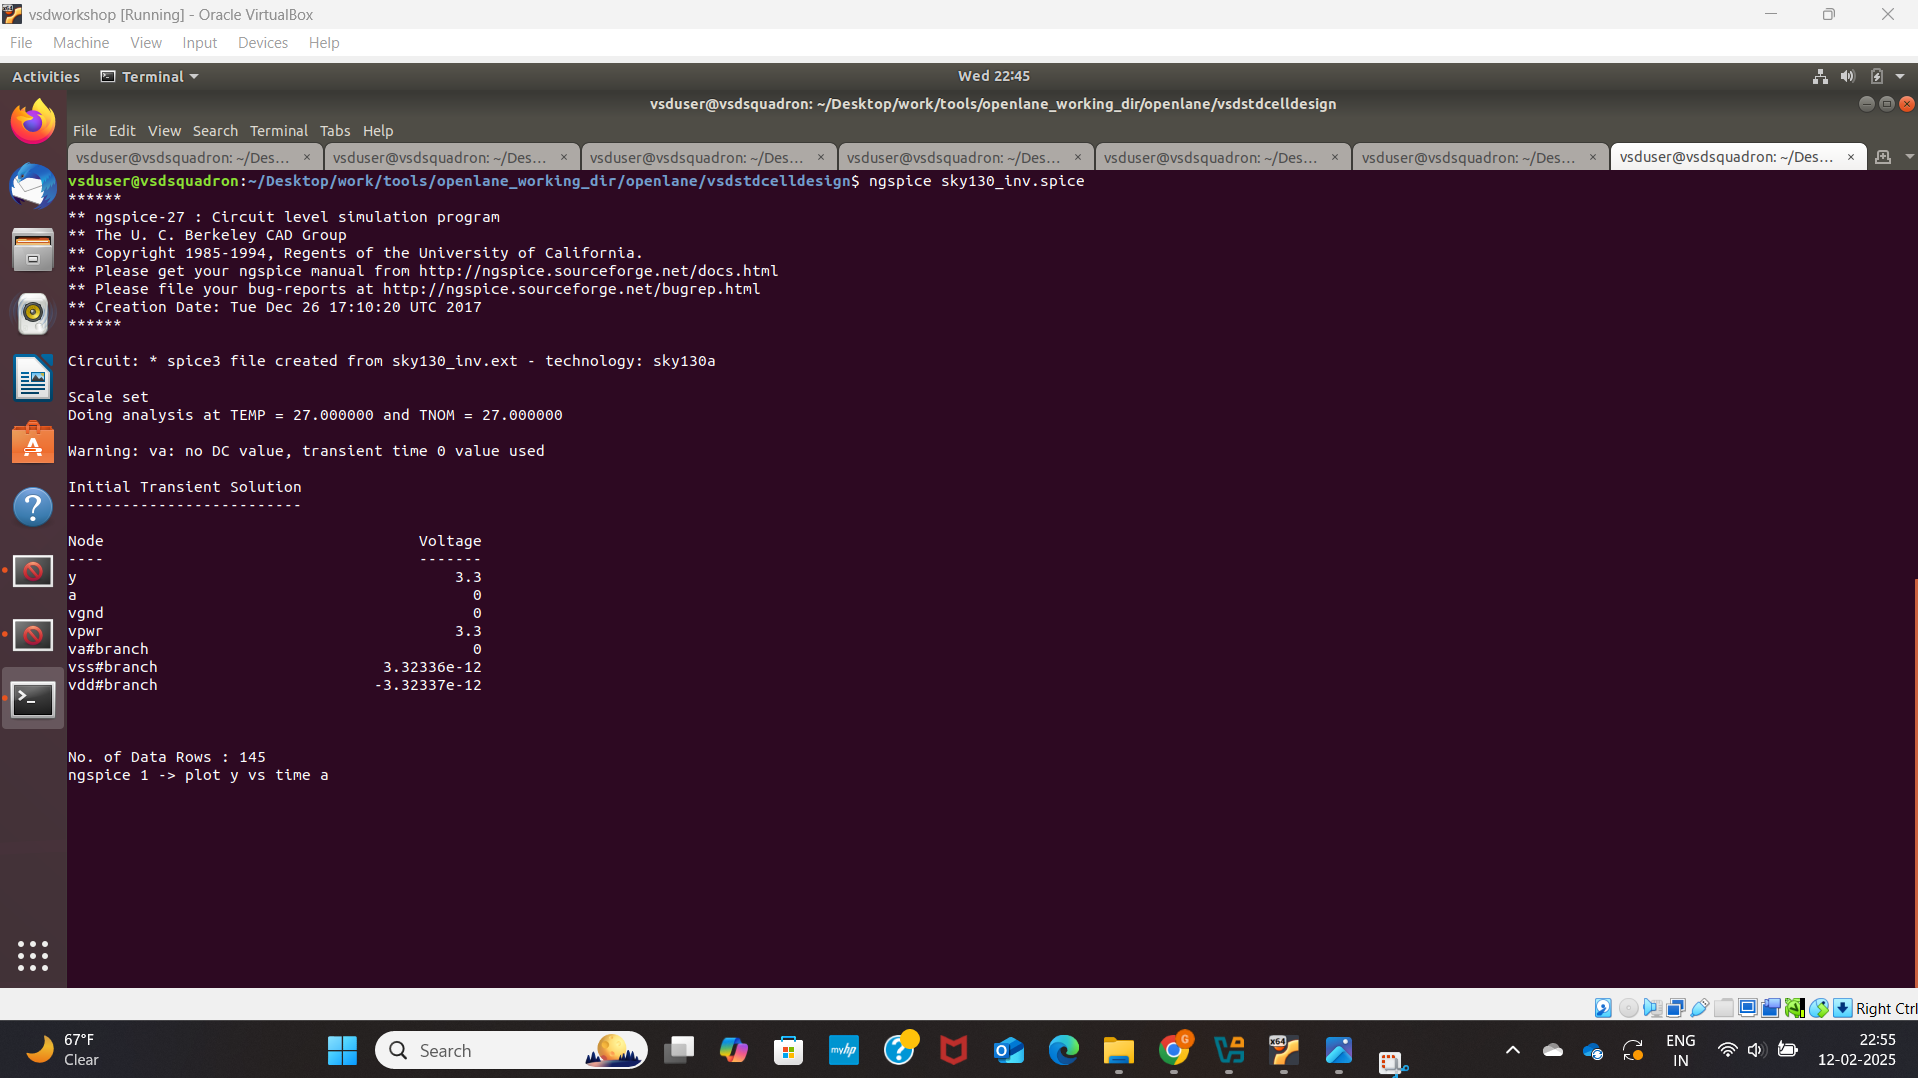 vsdworkshop [Running] - Oracle VirtualBox
File Machine View Input Devices Help
Activities Terminal Wed 22:45
vsduser@vsdsquadron: ~/Desktop/work/tools/openlane_working_dir/openlane/vsdstdcelldesign
File Edit View Search Terminal Tabs Help
vsduser@vsdsquadron: ~/Des... × vsduser@vsdsquadron: ~/Des... × vsduser@vsdsquadron: ~/Des... × vsduser@vsdsquadron: ~/Des... × vsduser@vsdsquadron: ~/Des... × vsduser@vsdsquadron: ~/Des... × vsduser@vsdsquadron: ~/Des... ×
vsduser@vsdsquadron:~/Desktop/work/tools/openlane_working_dir/openlane/vsdstdcelldesign$ ngspice sky130_inv.spice
******
** ngspice-27 : Circuit level simulation program
** The U. C. Berkeley CAD Group
** Copyright 1985-1994, Regents of the University of California.
** Please get your ngspice manual from http://ngspice.sourceforge.net/docs.html
** Please file your bug-reports at http://ngspice.sourceforge.net/bugrep.html
** Creation Date: Tue Dec 26 17:10:20 UTC 2017
******
Circuit: * spice3 file created from sky130_inv.ext - technology: sky130a
Scale set
Doing analysis at TEMP = 27.000000 and TNOM = 27.000000
Warning: va: no DC value, transient time 0 value used
Initial Transient Solution
--------------------------
Node Voltage
---- -------
y 3.3
a 0
vgnd 0
vpwr 3.3
va#branch 0
vss#branch 3.32336e-12
vdd#branch -3.32337e-12
No. of Data Rows : 145
ngspice 1 -> plot y vs time a
Right Ctrl
67°F
Clear
Search
myhp
G
x64
ENG
IN
22:55
12-02-2025